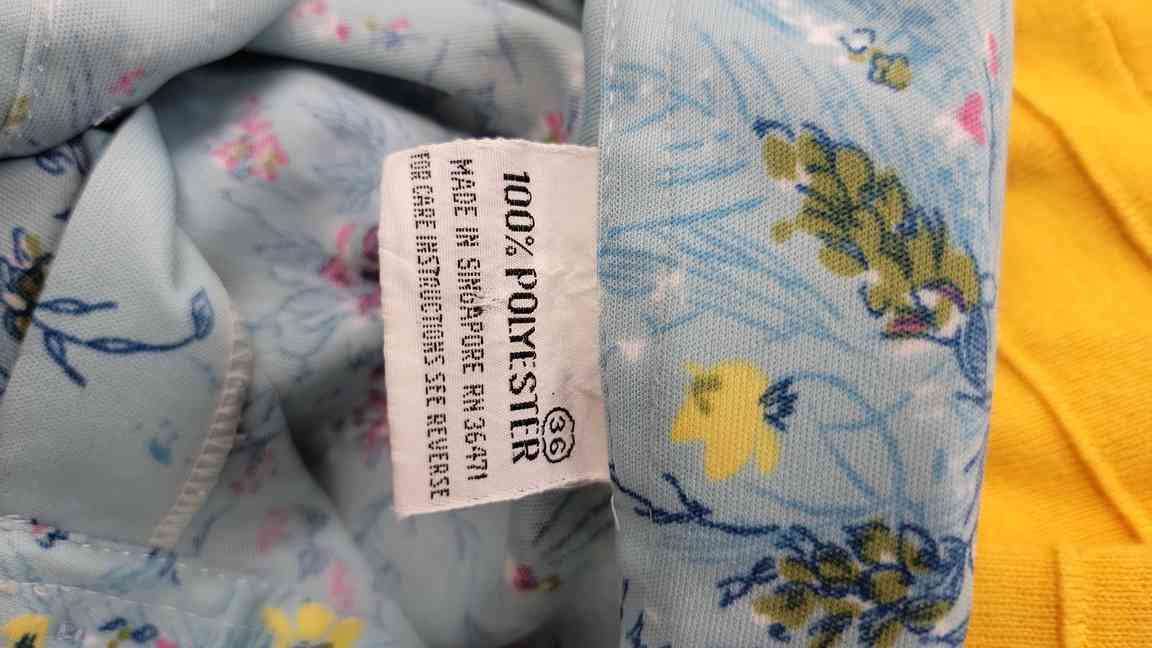 100% POLYESTER
36
MADE IN SINGAPORE RN 36471
FOR CARE INSTRUCTIONS SEE REVERSE